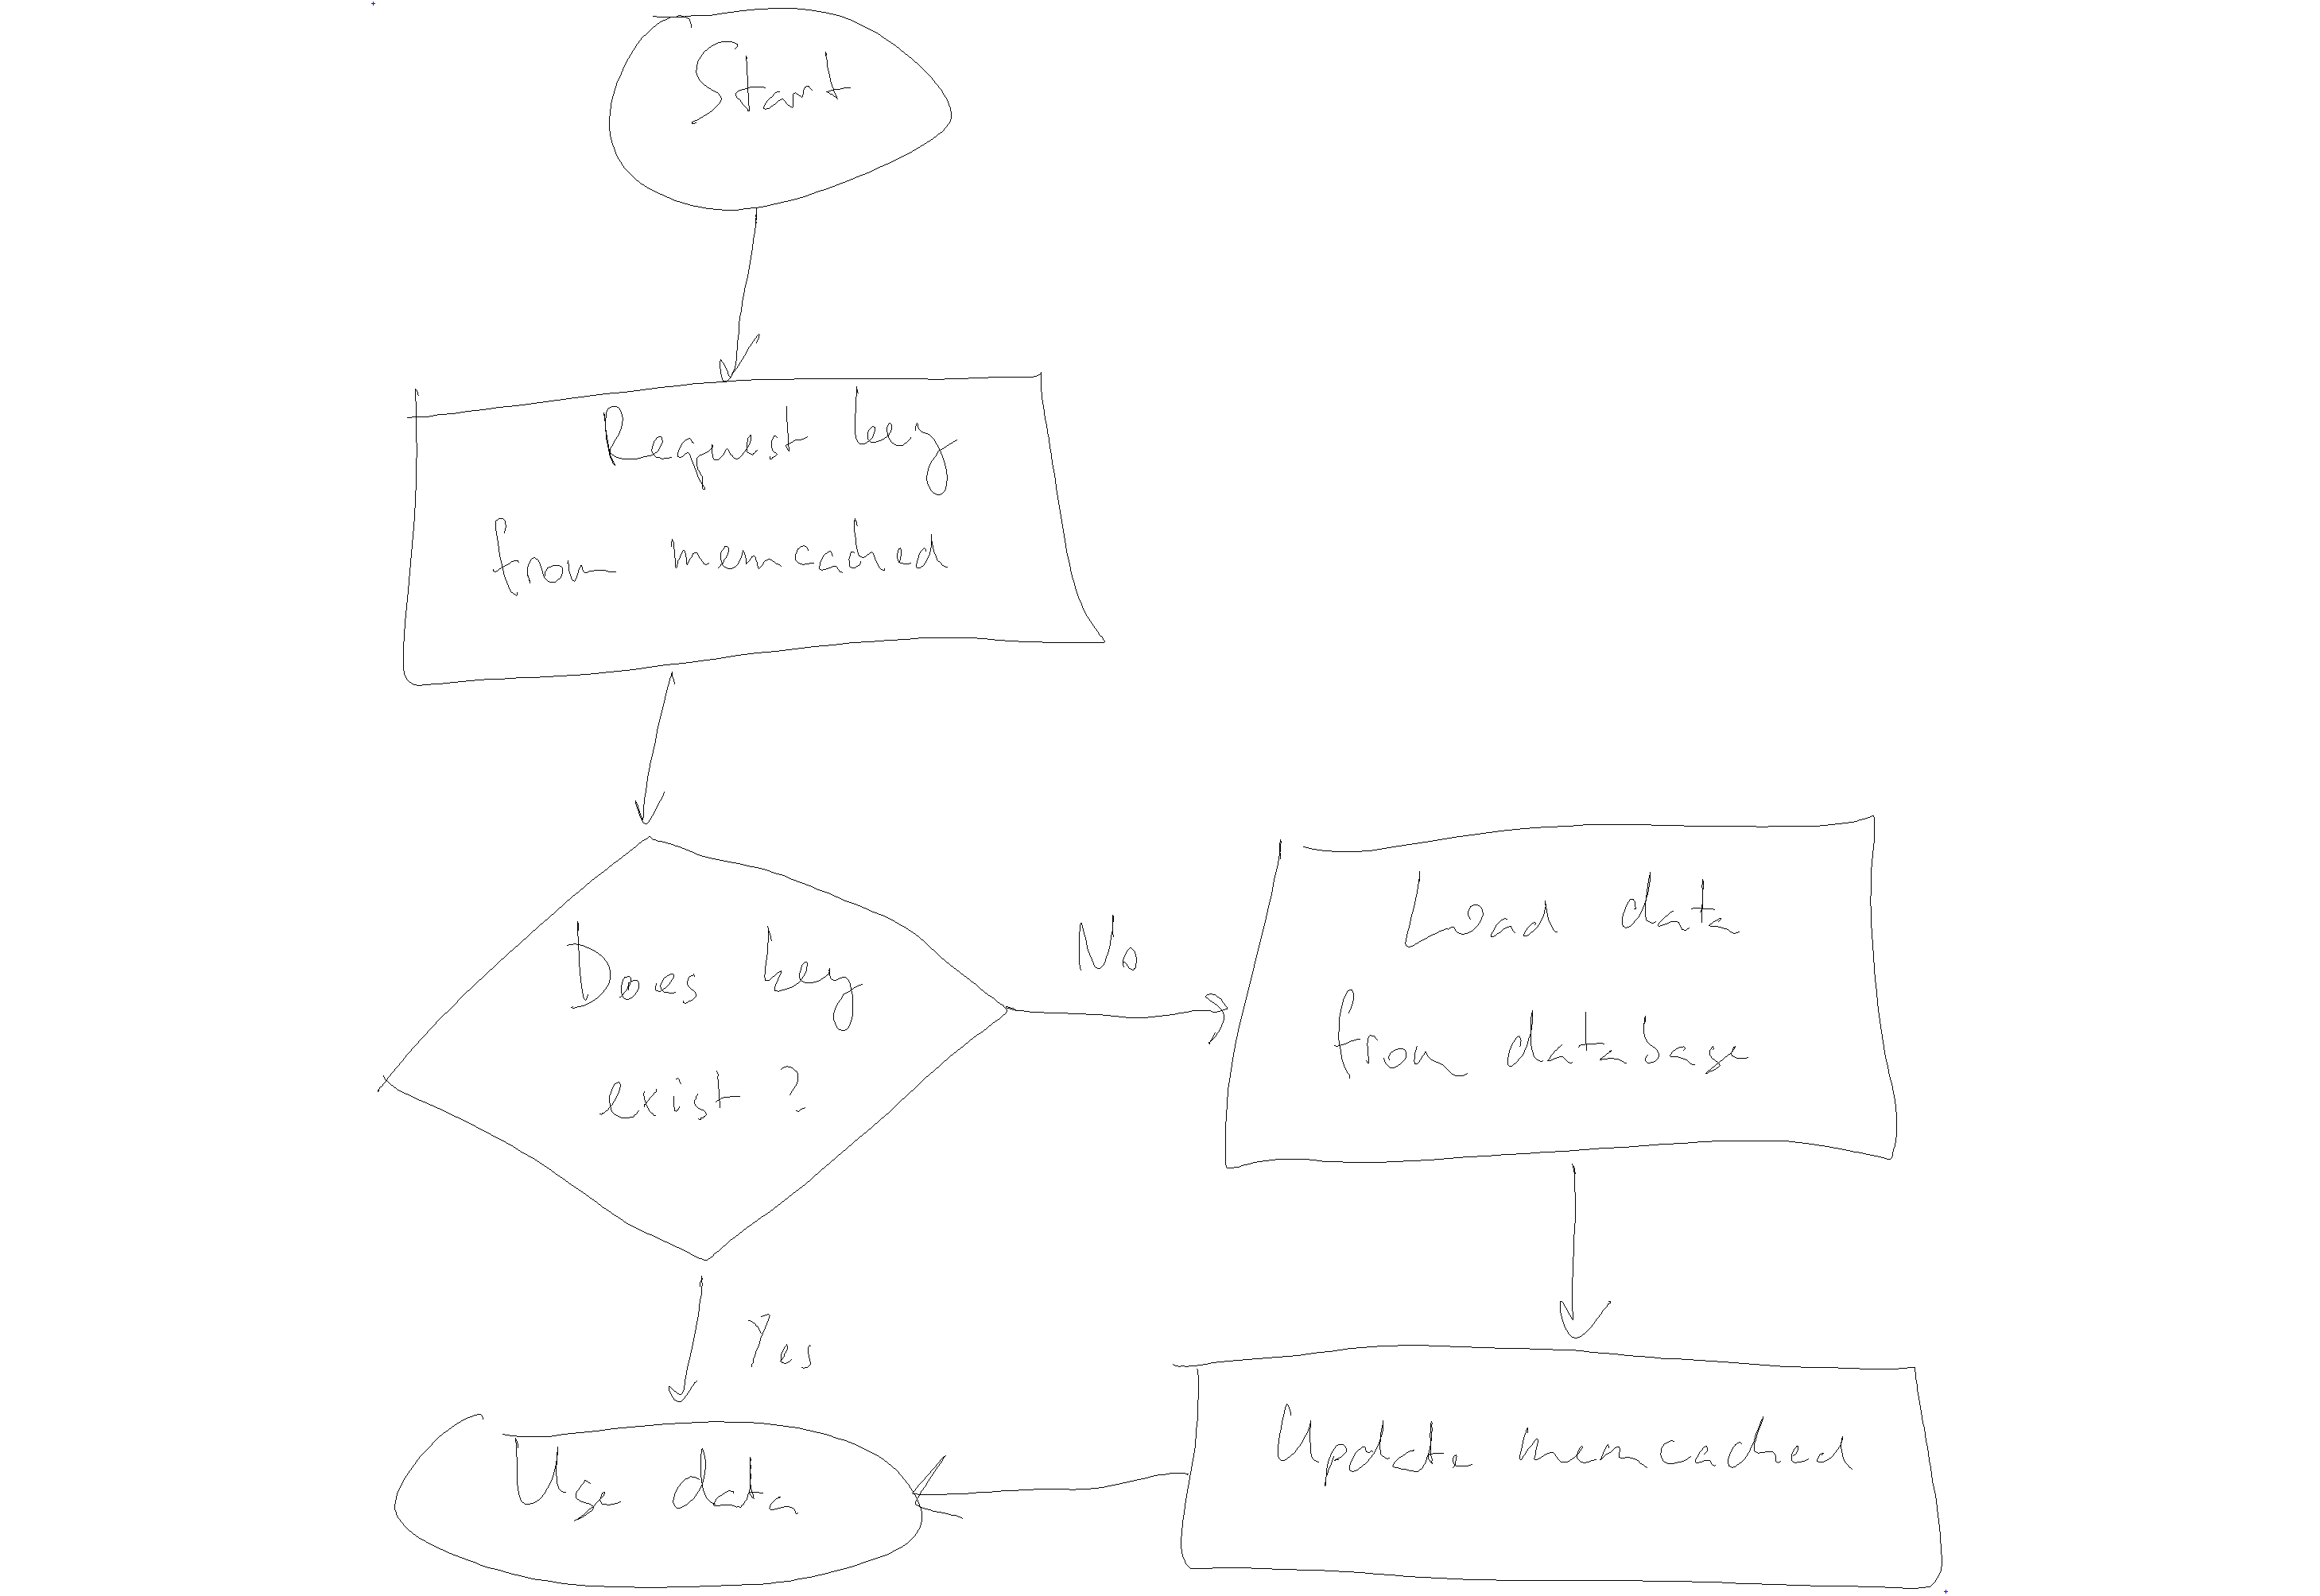 Start
Request key
from memcached
Does key
exist?
No
Load data
from database
Yes
Use data
Update memcached